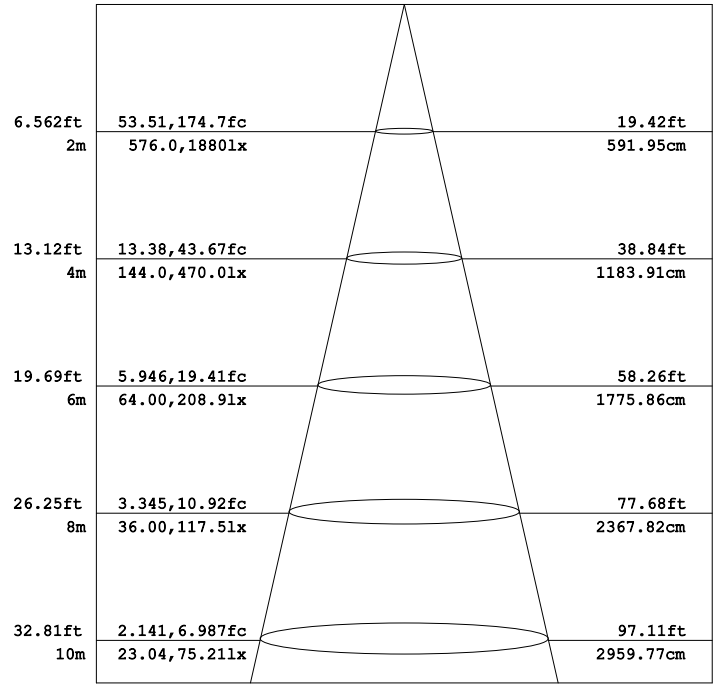 6.562ft 53.51,174.7fc 19.42ft
2m 576.0,1880lx 591.95cm
13.12ft 13.38,43.67fc 38.84ft
4m 144.0,470.0lx 1183.91cm
19.69ft 5.946,19.41fc 58.26ft
6m 64.00,208.9lx 1775.86cm
26.25ft 3.345,10.92fc 77.68ft
8m 36.00,117.5lx 2367.82cm
32.81ft 2.141,6.987fc 97.11ft
10m 23.04,75.21lx 2959.77cm